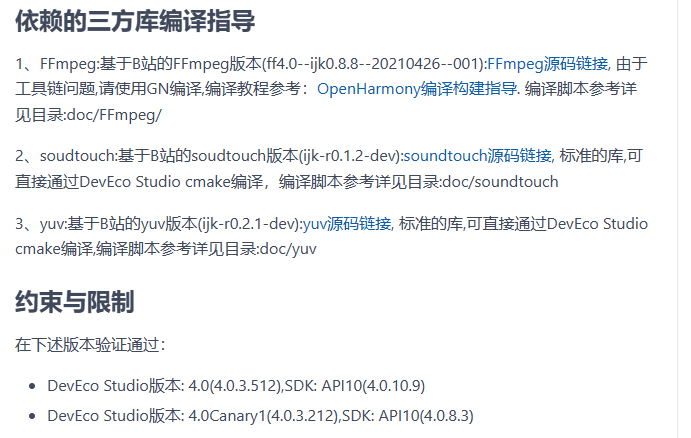 依赖的三方库编译指导
1、FFmpeg:基于B站的FFmpeg版本(ff4.0--ijk0.8.8--20210426--001):FFmpeg源码链接, 由于
工具链问题,请使用GN编译,编译教程参考：OpenHarmony编译构建指导. 编译脚本参考详
见目录:doc/FFmpeg/
2、soudtouch:基于B站的soudtouch版本(ijk-r0.1.2-dev):soundtouch源码链接, 标准的库,可
直接通过DevEco Studio cmake编译，编译脚本参考详见目录:doc/soundtouch
3、yuv:基于B站的yuv版本(ijk-r0.2.1-dev):yuv源码链接, 标准的库,可直接通过DevEco Studio
cmake编译,编译脚本参考详见目录:doc/yuv
约束与限制
在下述版本验证通过：
• DevEco Studio版本: 4.0(4.0.3.512),SDK: API10(4.0.10.9)
• DevEco Studio版本: 4.0Canary1(4.0.3.212),SDK: API10(4.0.8.3)